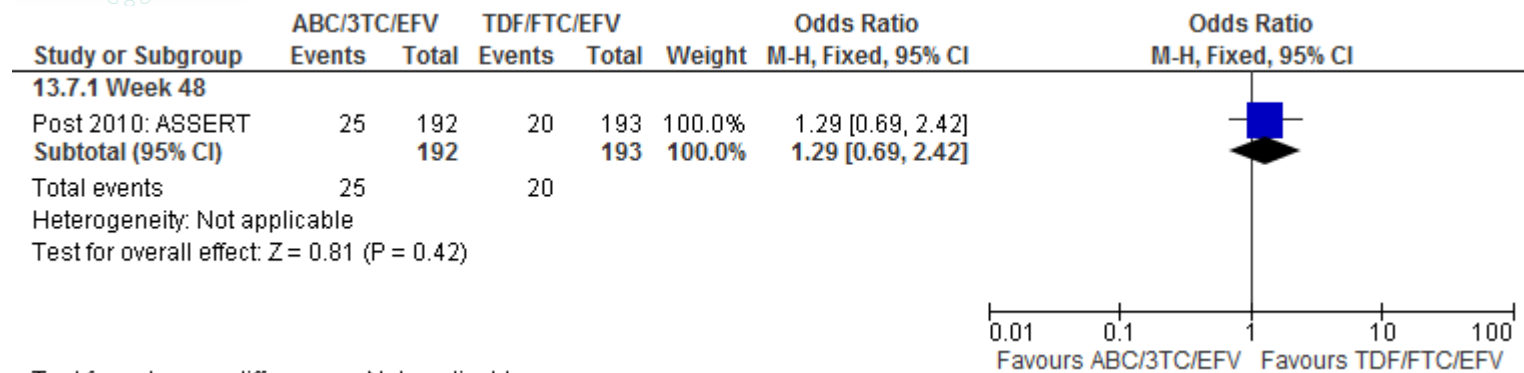 ABC/3TC/EFV TDF/FTC/EFV Odds Ratio Odds Ratio
Study or Subgroup Events Total Events Total Weight M-H, Fixed, 95% CI M-H, Fixed, 95% CI
13.7.1 Week 48
Post 2010: ASSERT 25 192 20 193 100.0% 1.29 [0.69, 2.42]
Subtotal (95% CI) 192 193 100.0% 1.29 [0.69, 2.42]
Total events 25 20
Heterogeneity: Not applicable
Test for overall effect: Z = 0.81 (P = 0.42)
0.01 0.1 1 10 100
Favours ABC/3TC/EFV Favours TDF/FTC/EFV